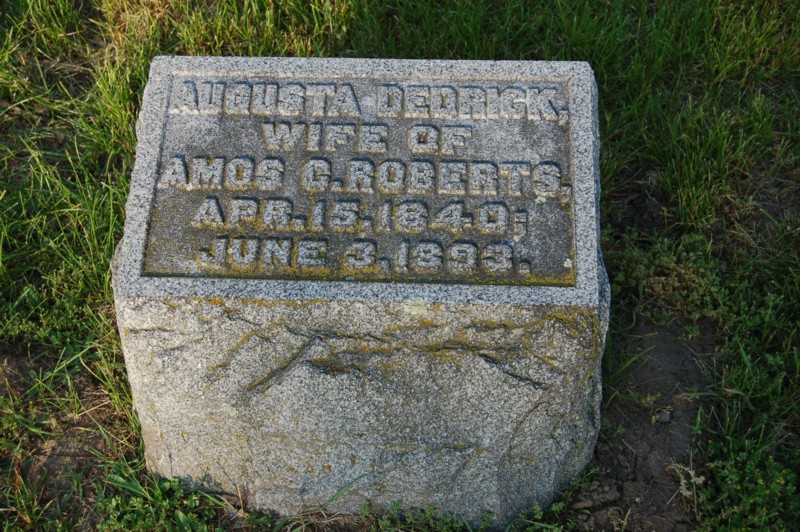 AUGUSTA DEDRICK,
WIFE OF
AMOS C. ROBERTS,
APR. 15, 1840;
JUNE 3, 1893.